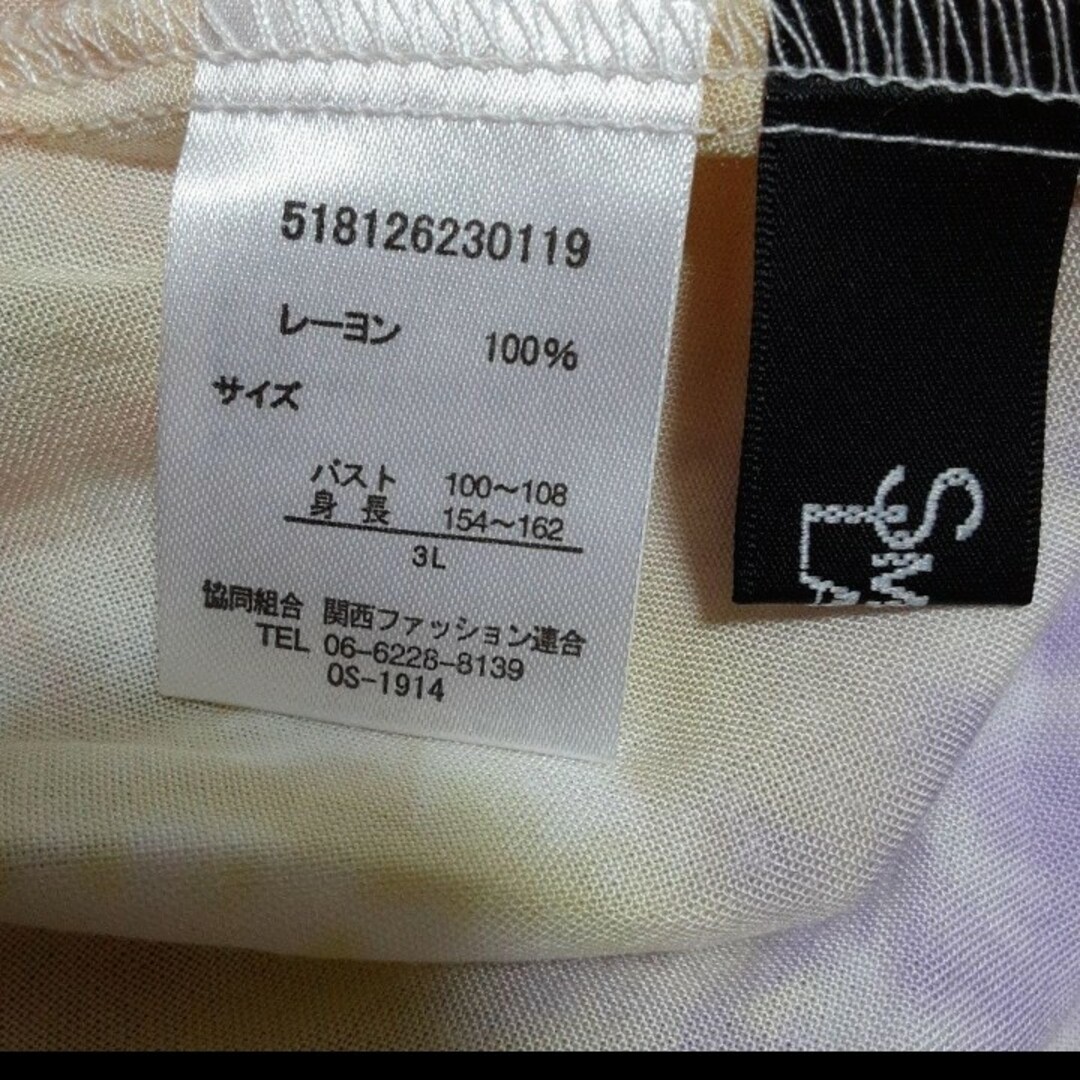 518126230119
レーヨン 100%
サイズ
バスト 100～108
身長 154～162
3L
協同組合 関西ファッション連合
TEL 06-6228-8139
OS-1914